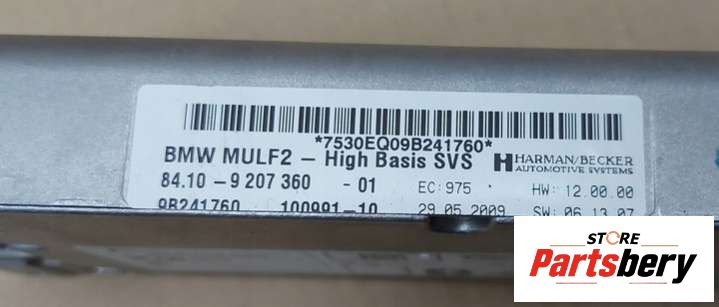 *7530EQ09B241760*
BMW MULF2 - High Basis SVS
HARMAN/BECKER
AUTOMOTIVE SYSTEMS
84.10-9 207 360 -01 EC: 975 HW: 12.00.00
9B241760 100991-10 29.05.2009 SW: 06.13.07
STORE
Partsbery